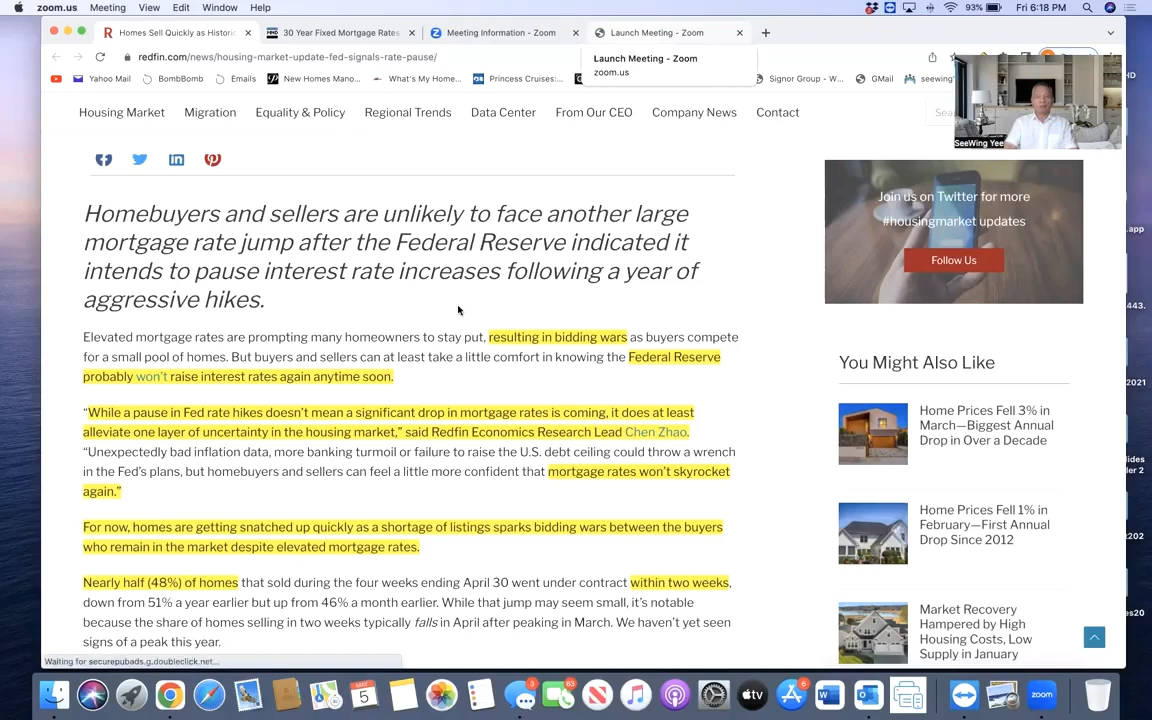 zoom.us Meeting View Edit Window Help 93% Fri 6:18 PM
Homes Sell Quickly as Historic
30 Year Fixed Mortgage Rates
Meeting Information - Zoom
Launch Meeting - Zoom
redfin.com/news/housing-market-update-fed-signals-rate-pause/
Launch Meeting - Zoom
zoom.us
Yahoo Mail BombBomb Emails New Homes Mano... What's My Home... Princess Cruises:... Signor Group - W... GMail seewing'
HD
Housing Market Migration Equity & Policy Regional Trends Data Center From Our CEO Company News Contact
Sea
SeeWing Yee
Homebuyers and sellers are unlikely to face another large
mortgage rate jump after the Federal Reserve indicated it
intends to pause interest rate increases following a year of
aggressive hikes.
Elevated mortgage rates are prompting many homeowners to stay put, resulting in bidding wars as buyers compete
for a small pool of homes. But buyers and sellers can at least take a little comfort in knowing the Federal Reserve
probably won't raise interest rates again anytime soon.
“While a pause in Fed rate hikes doesn't mean a significant drop in mortgage rates is coming, it does at least
alleviate one layer of uncertainty in the housing market,” said Redfin Economics Research Lead Chen Zhao.
“Unexpectedly bad inflation data, more banking turmoil or failure to raise the U.S. debt ceiling could throw a wrench
in the Fed's plans, but homebuyers and sellers can feel a little more confident that mortgage rates won't skyrocket
again.”
For now, homes are getting snatched up quickly as a shortage of listings sparks bidding wars between the buyers
who remain in the market despite elevated mortgage rates.
Nearly half (48%) of homes that sold during the four weeks ending April 30 went under contract within two weeks,
down from 51% a year earlier but up from 46% a month earlier. While that jump may seem small, it's notable
because the share of homes selling in two weeks typically falls in April after peaking in March. We haven't yet seen
signs of a peak this year.
Join us on Twitter for more
#housingmarket updates
Follow Us
You Might Also Like
Home Prices Fell 3% in
March—Biggest Annual
Drop in Over a Decade
Home Prices Fell 1% in
February—First Annual
Drop Since 2012
Market Recovery
Hampered by High
Housing Costs, Low
Supply in January
.app
443.
2021
lides
ler 2
202
es20
Waiting for securepubads.g.doubleclick.net...
MAY
5
3
63
tv
6
zoom